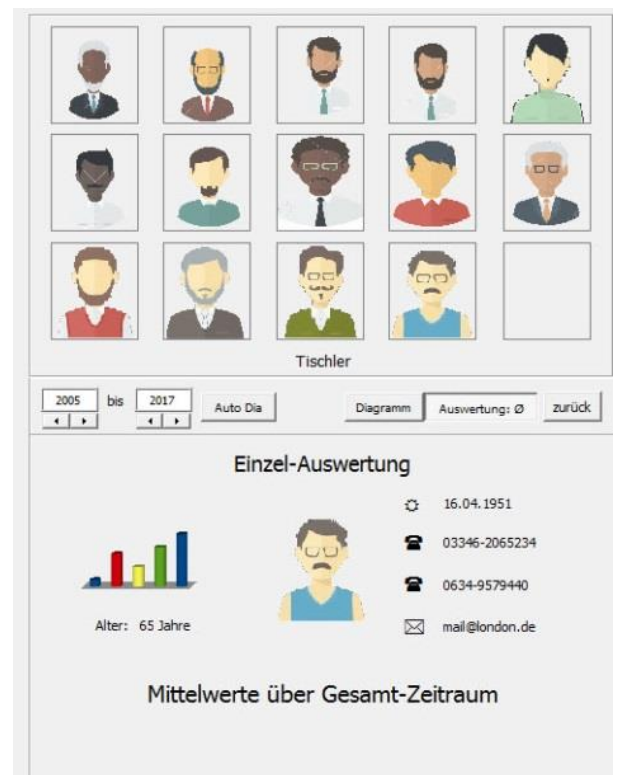 Tischler
2005 bis 2017 Auto Dia Diagramm Auswertung: Ø zurück
Einzel-Auswertung
16.04.1951
03346-2065234
0634-9579440
Alter: 65 Jahre mail@london.de
Mittelwerte über Gesamt-Zeitraum